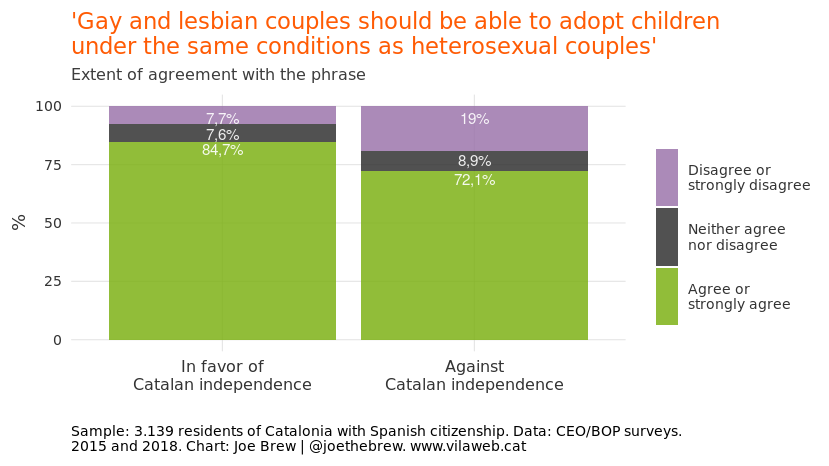 'Gay and lesbian couples should be able to adopt children
under the same conditions as heterosexual couples'
Extent of agreement with the phrase
100
75
50
25
0
%
7,7%
7,6%
84,7%
19%
8,9%
72,1%
In favor of
Catalan independence
Against
Catalan independence
Disagree or
strongly disagree
Neither agree
nor disagree
Agree or
strongly agree
Sample: 3.139 residents of Catalonia with Spanish citizenship. Data: CEO/BOP surveys.
2015 and 2018. Chart: Joe Brew | @joethebrew. www.vilaweb.cat